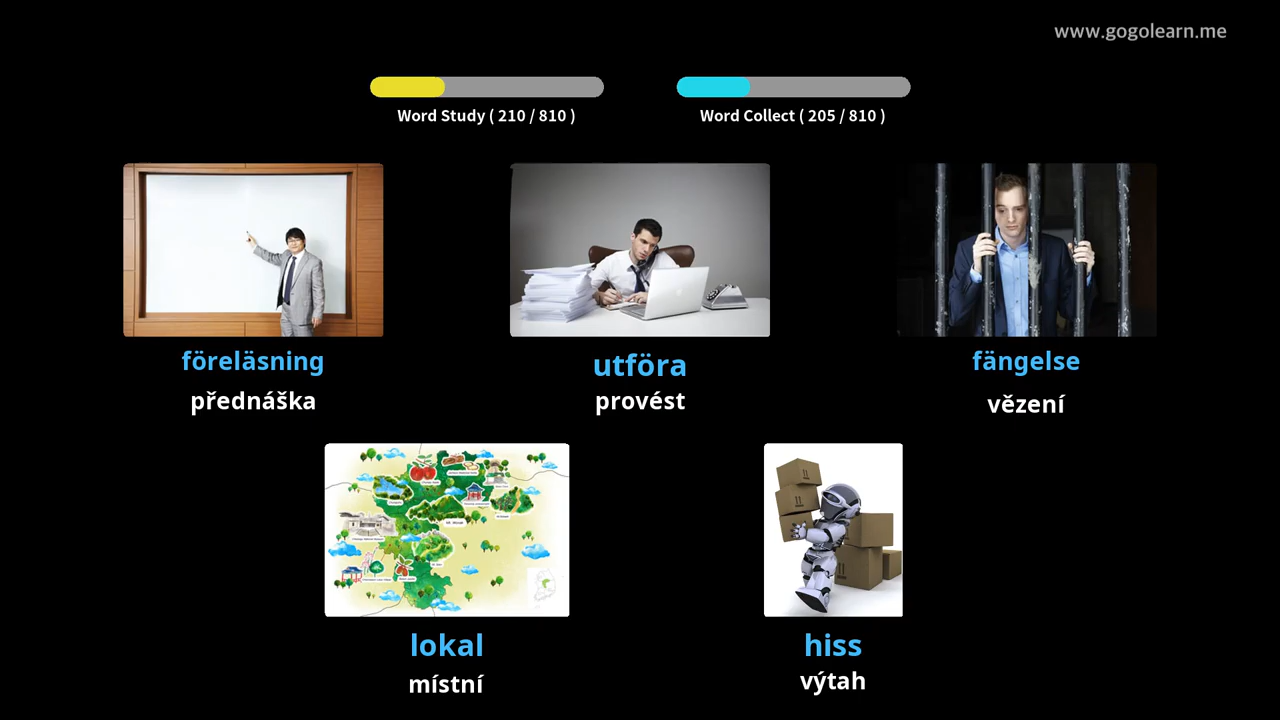 www.gogolearn.me
Word Study ( 210 / 810 )
Word Collect ( 205 / 810 )
föreläsning
utföra
fängelse
přednáška
provést
vězení
lokal
hiss
místní
výtah